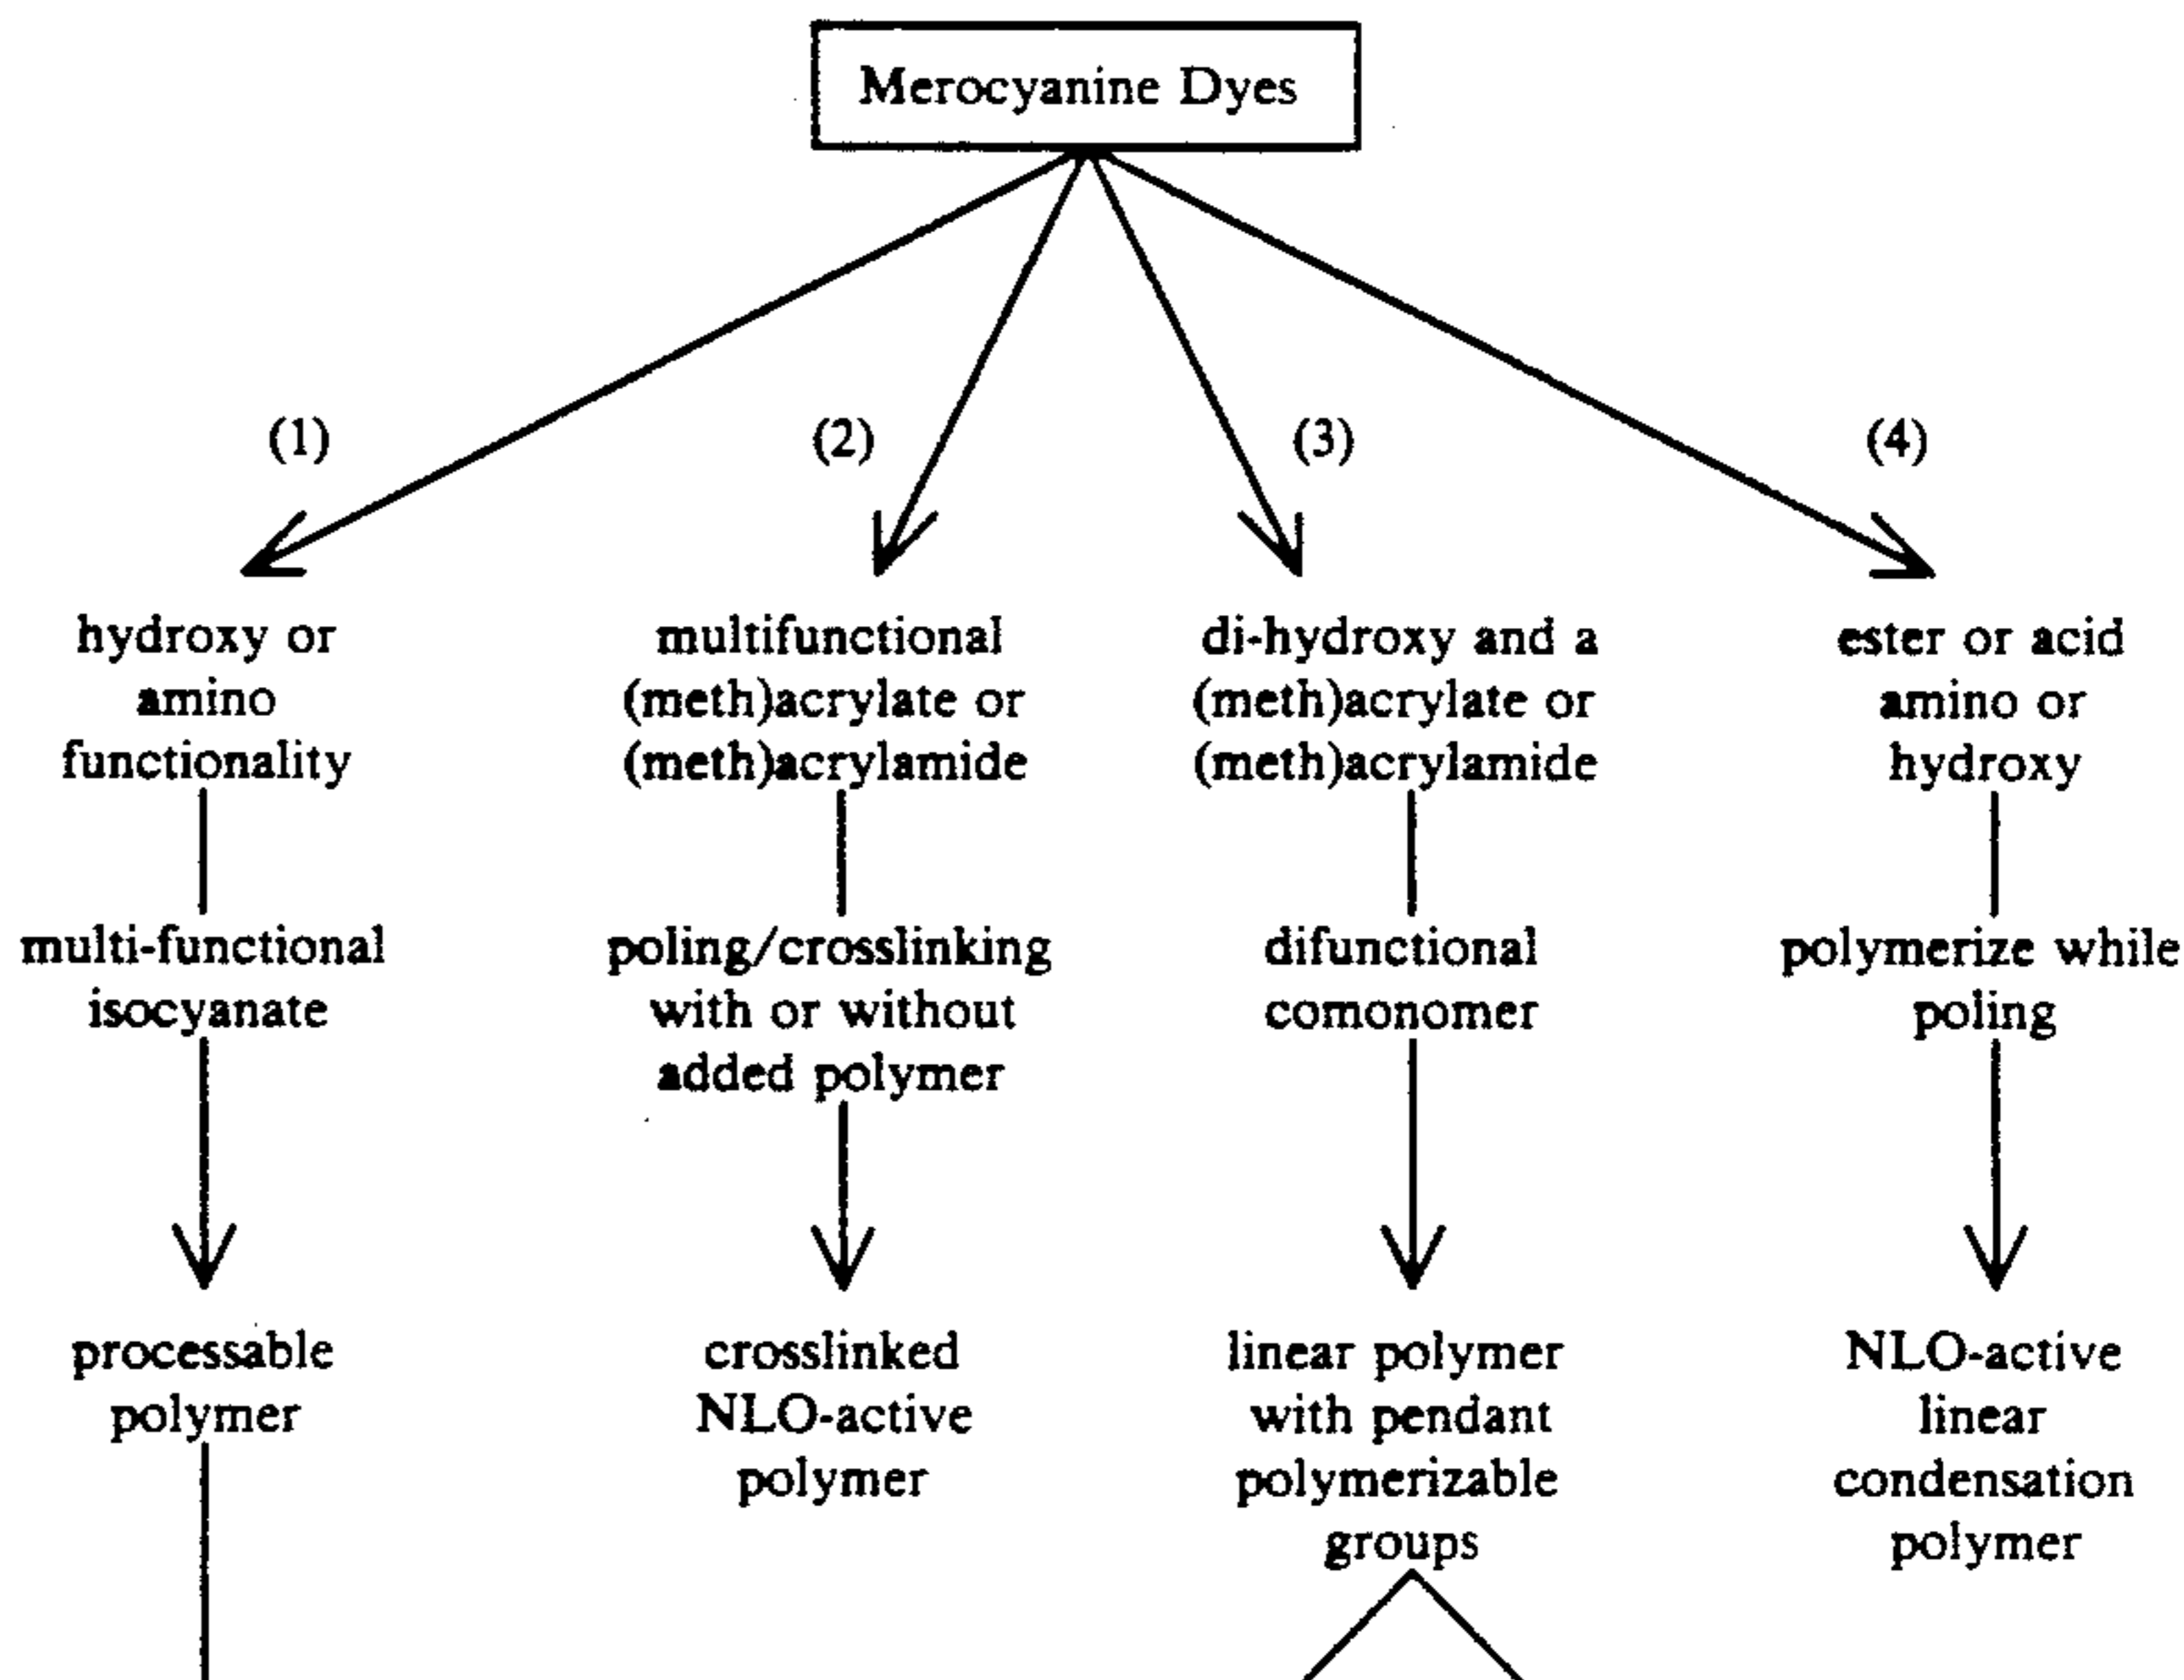 Merocyanine Dyes
(1)
(2)
(3)
(4)
hydroxy or
amino
functionality
multifunctional
(meth)acrylate or
(meth)acrylamide
di-hydroxy and a
(meth)acrylate or
(meth)acrylamide
ester or acid
amino or
hydroxy
multi-functional
isocyanate
poling/crosslinking
with or without
added polymer
difunctional
comonomer
polymerize while
poling
processable
polymer
crosslinked
NLO-active
polymer
linear polymer
with pendant
polymerizable
groups
NLO-active
linear
condensation
polymer